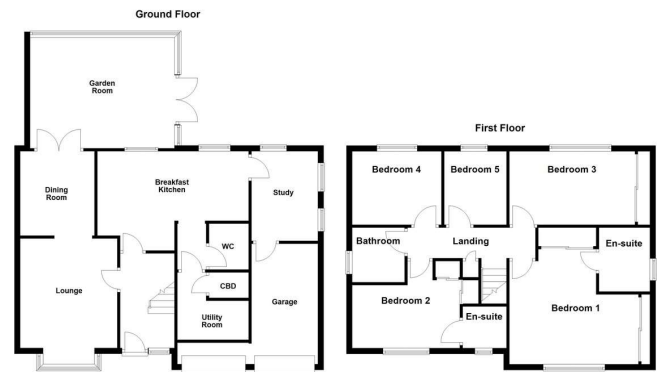 Ground Floor
Garden
Room
Dining
Room
Breakfast
Kitchen
Study
WC
Lounge
CBD
Garage
Utility
Room
First Floor
Bedroom 4
Bedroom 5
Bedroom 3
Bathroom
Landing
En-suite
Bedroom 2
En-suite
Bedroom 1